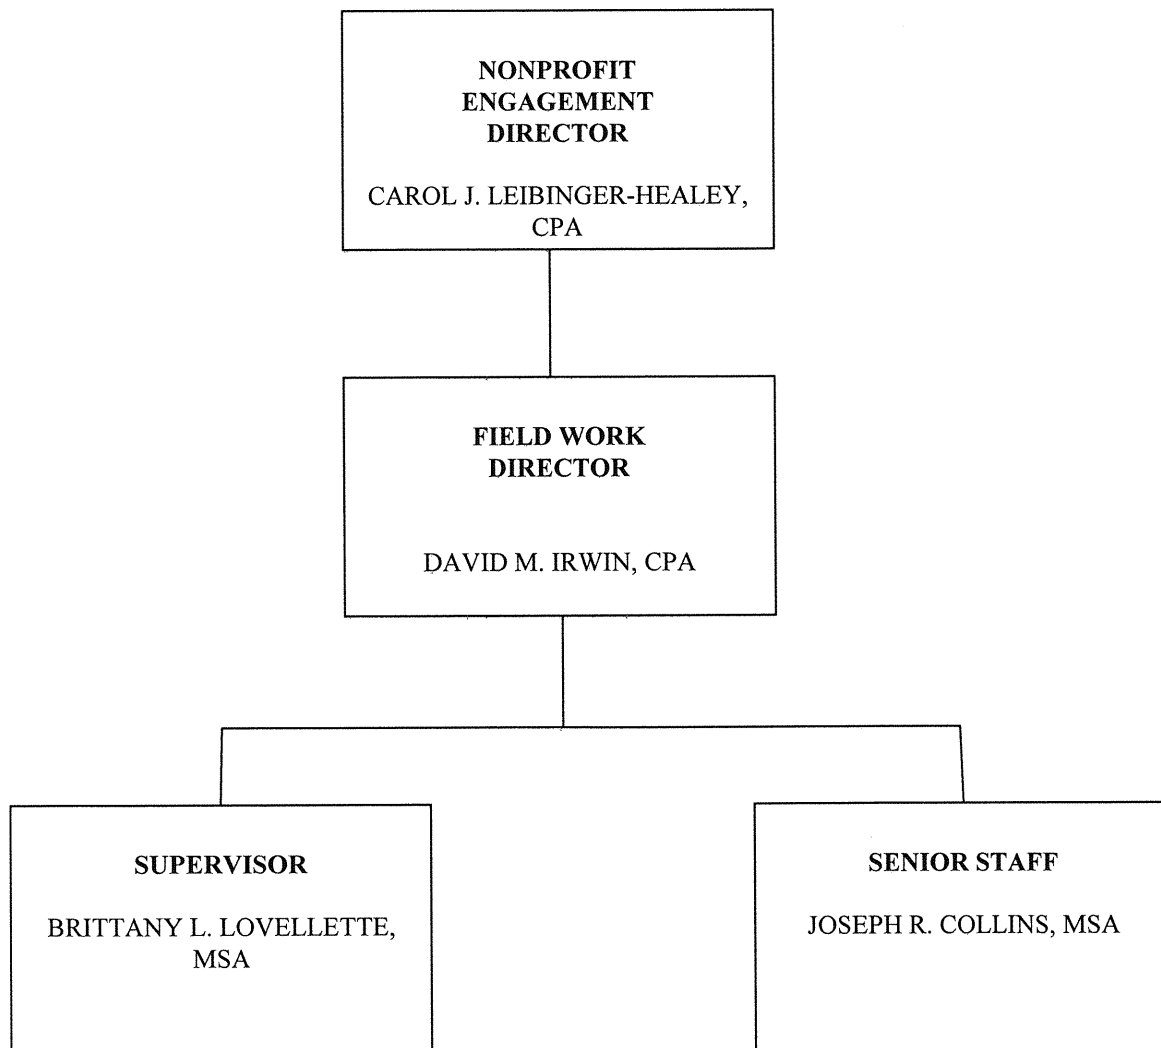 NONPROFIT
ENGAGEMENT
DIRECTOR
CAROL J. LEIBINGER-HEALEY,
CPA
FIELD WORK
DIRECTOR
DAVID M. IRWIN, CPA
SUPERVISOR
BRITTANY L. LOVELLETTE,
MSA
SENIOR STAFF
JOSEPH R. COLLINS, MSA